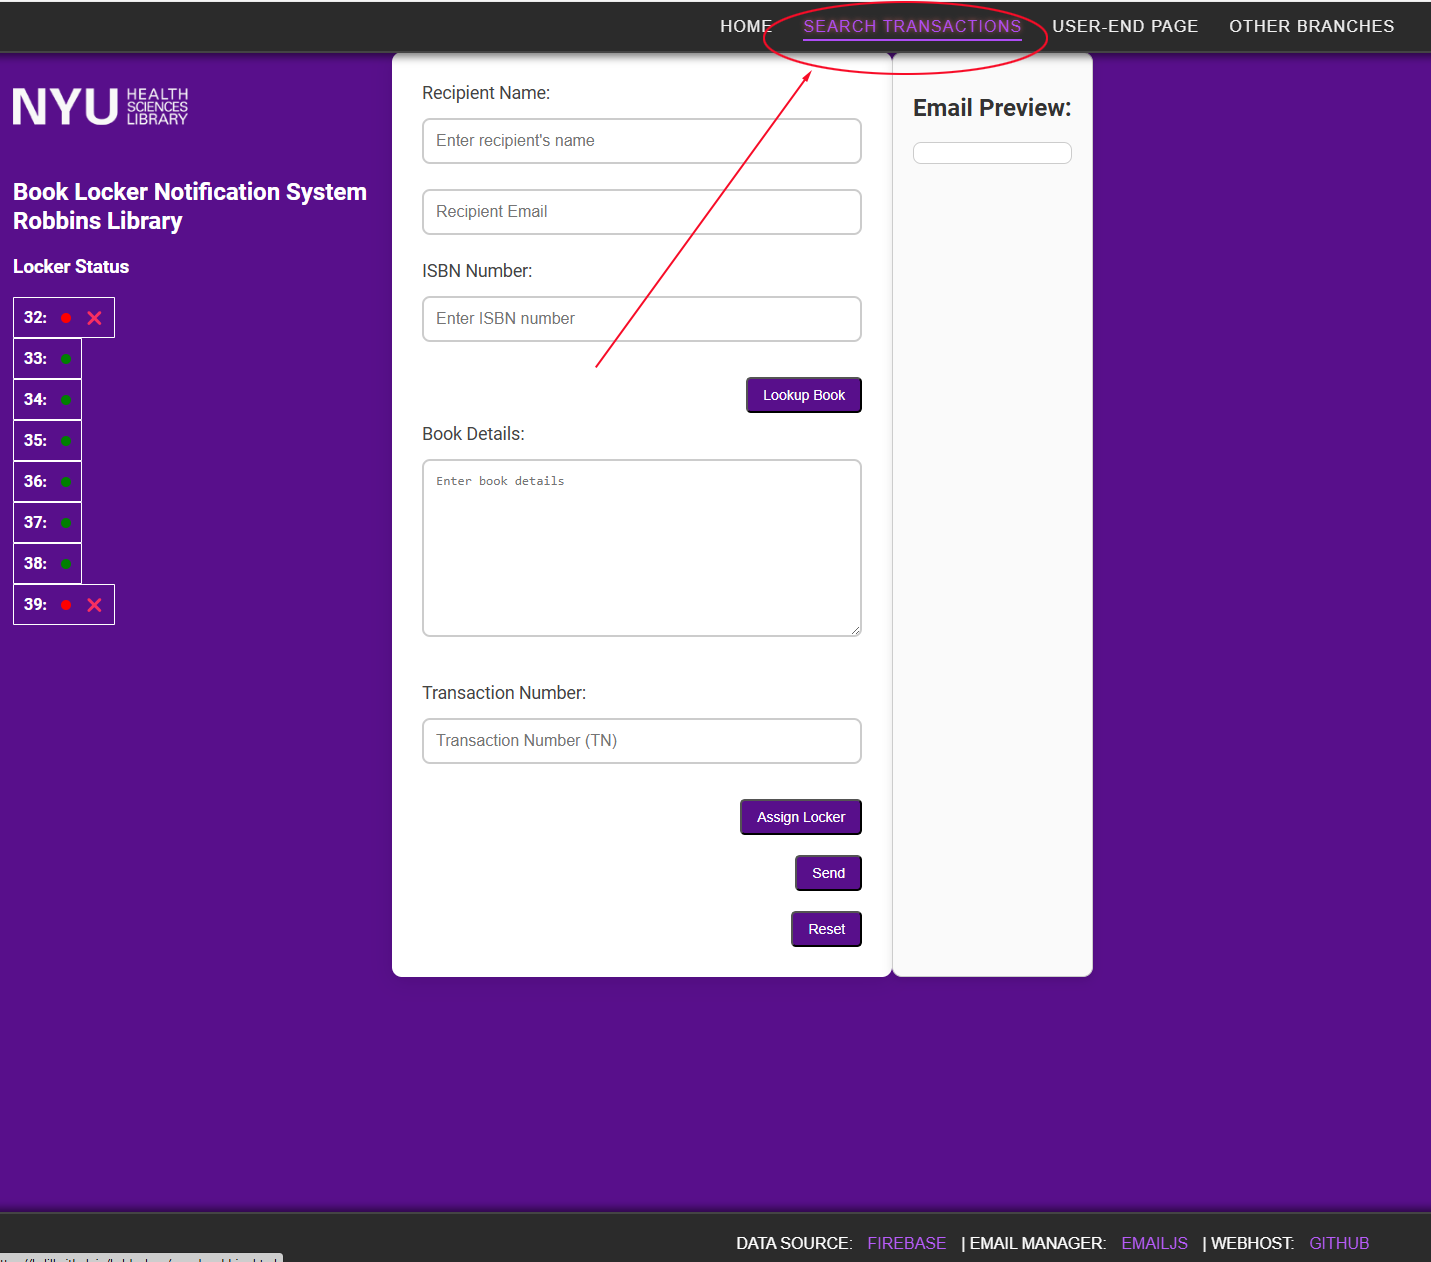 HOME SEARCH TRANSACTIONS USER-END PAGE OTHER BRANCHES
NYU HEALTH SCIENCES LIBRARY
Book Locker Notification System
Robbins Library
Locker Status
32:
33:
34:
35:
36:
37:
38:
39:
Recipient Name:
Enter recipient's name
Recipient Email
ISBN Number:
Enter ISBN number
Lookup Book
Book Details:
Enter book details
Transaction Number:
Transaction Number (TN)
Assign Locker
Send
Reset
Email Preview:
DATA SOURCE: FIREBASE | EMAIL MANAGER: EMAILJS | WEBHOST: GITHUB